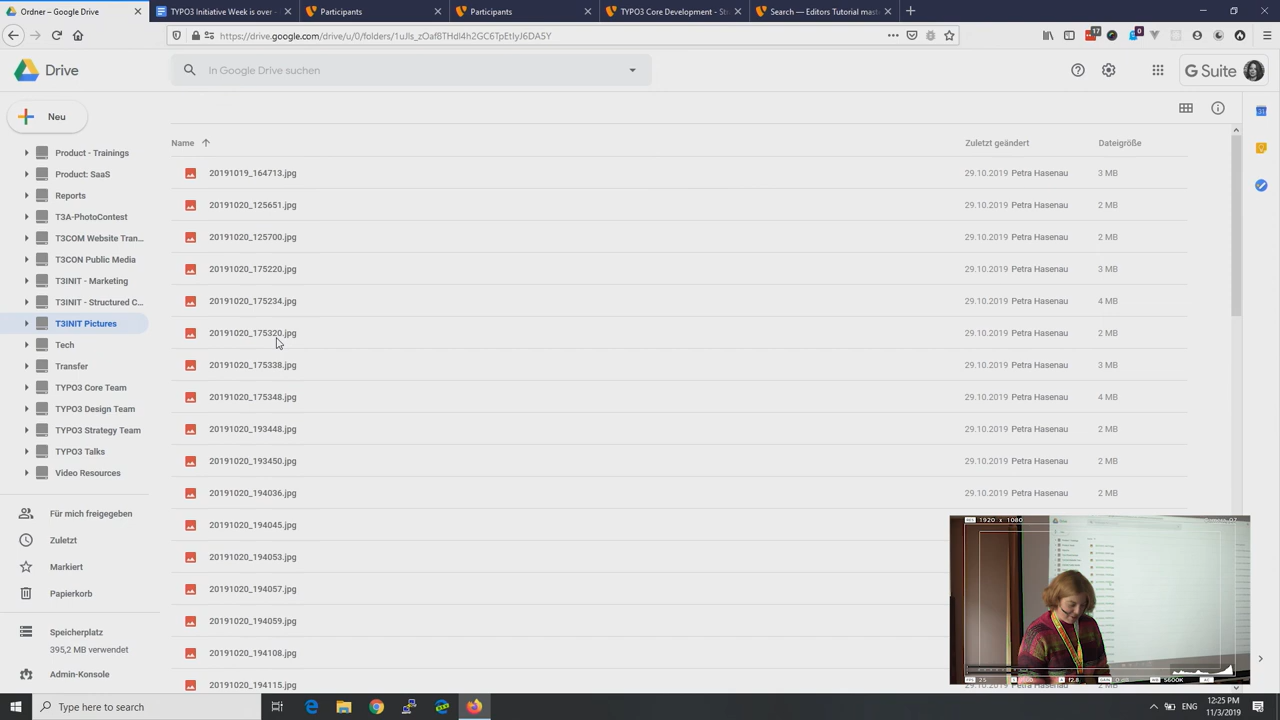 Ordner – Google Drive
TYPO3 Initiative Week is over -
Participants
Participants
TYPO3 Core Development - Slo
Search — Editors Tutorial mast
https://drive.google.com/drive/u/0/folders/1uJls_zOaf8THdl4h2GC6TpEtIyJ6DA5Y
17
0
Drive
In Google Drive suchen
G Suite
Neu
Name
Zuletzt geändert
Dateigröße
Product - Trainings
Product: SaaS
Reports
T3A-PhotoContest
T3COM Website Tran...
T3CON Public Media
T3INIT - Marketing
T3INIT - Structured C...
T3INIT Pictures
Tech
Transfer
TYPO3 Core Team
TYPO3 Design Team
TYPO3 Strategy Team
TYPO3 Talks
Video Resources
Für mich freigegeben
Zuletzt
Markiert
Papierkorb
Speicherplatz
395,2 MB verwendet
Admin-Konsole
20191019_164713.jpg 29.10.2019 Petra Hasenau 3 MB
20191020_125651.jpg 29.10.2019 Petra Hasenau 2 MB
20191020_125700.jpg 29.10.2019 Petra Hasenau 2 MB
20191020_175220.jpg 29.10.2019 Petra Hasenau 3 MB
20191020_175234.jpg 29.10.2019 Petra Hasenau 4 MB
20191020_175320.jpg 29.10.2019 Petra Hasenau 2 MB
20191020_175338.jpg 29.10.2019 Petra Hasenau 3 MB
20191020_175348.jpg 29.10.2019 Petra Hasenau 4 MB
20191020_193448.jpg 29.10.2019 Petra Hasenau 2 MB
20191020_193450.jpg 29.10.2019 Petra Hasenau 2 MB
20191020_194036.jpg 29.10.2019 Petra Hasenau 2 MB
20191020_194045.jpg
20191020_194053.jpg
20191020_194057.jpg
20191020_194059.jpg
20191020_194108.jpg
20191020_194115.jpg
1920 x 1080
f2.8
5600K
Type here to search
12:25 PM
11/3/2019